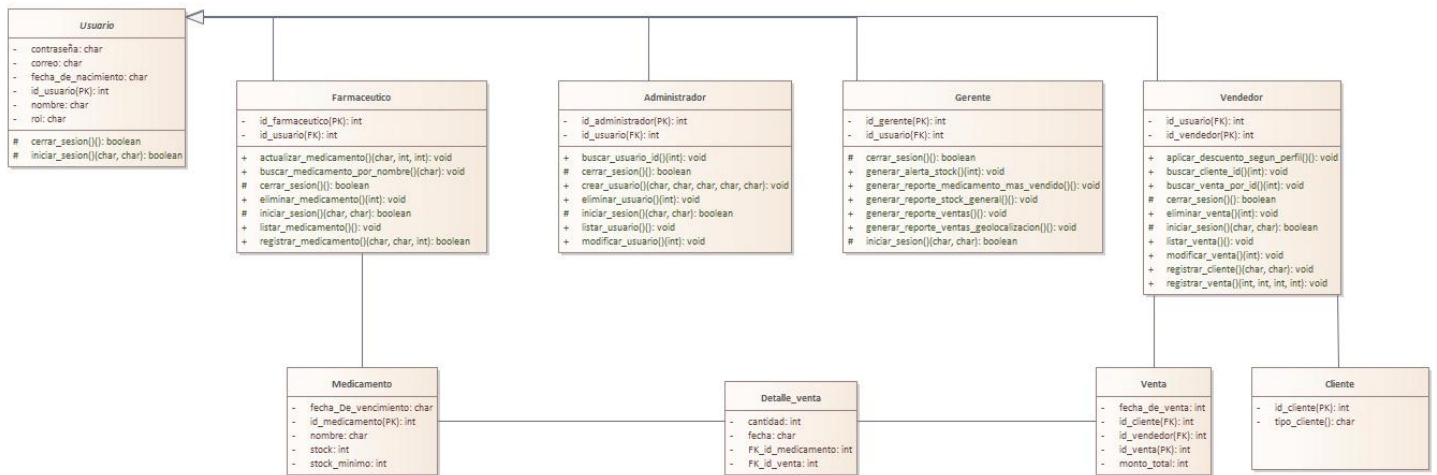 Usuario
- contraseña: char
- correo: char
- fecha_de_nacimiento: char
- id_usuario(PK): int
- nombre: char
- rol: char
# cerrar_sesion()(): boolean
# iniciar_sesion()(char, char): boolean
Farmaceutico
- id_farmaceutico(PK): int
- id_usuario(FK): int
+ actualizar_medicamento()(char, int, int): void
+ buscar_medicamento_por_nombre()(char): void
# cerrar_sesion()(): boolean
+ eliminar_medicamento()(int): void
# iniciar_sesion()(char, char): boolean
+ listar_medicamento()(): void
+ registrar_medicamento()(char, char, int): boolean
Administrador
- id_administrador(PK): int
- id_usuario(FK): int
+ buscar_usuario_id()(int): void
# cerrar_sesion()(): boolean
+ crear_usuario()(char, char, char, char, char): void
+ eliminar_usuario()(int): void
# iniciar_sesion()(char, char): boolean
+ listar_usuario()(): void
+ modificar_usuario()(int): void
Gerente
- id_gerente(PK): int
- id_usuario(FK): int
# cerrar_sesion()(): boolean
+ generar_alerta_stock()(int): void
+ generar_reporte_medicamento_mas_vendido()(): void
+ generar_reporte_stock_general()(): void
+ generar_reporte_ventas()(): void
+ generar_reporte_ventas_geolocalizacion()(): void
# iniciar_sesion()(char, char): boolean
Vendedor
- id_usuario(FK): int
- id_vendedor(PK): int
+ aplicar_descuento_segun_perfil()(): void
+ buscar_cliente_id()(int): void
+ buscar_venta_por_id()(int): void
# cerrar_sesion()(): boolean
+ eliminar_venta()(int): void
# iniciar_sesion()(char, char): boolean
+ listar_venta()(): void
+ modificar_venta()(int): void
+ registrar_cliente()(char, char): void
+ registrar_venta()(int, int, int, int): void
Medicamento
- fecha_De_vencimiento: char
- id_medicamento(PK): int
- nombre: char
- stock: int
- stock_minimo: int
Detalle_venta
- cantidad: int
- fecha: char
- FK_id_medicamento: int
- FK_id_venta: int
Venta
- fecha_de_venta: int
- id_cliente(FK): int
- id_vendedor(FK): int
- id_venta(PK): int
- monto_total: int
Cliente
- id_cliente(PK): int
- tipo_cliente(): char